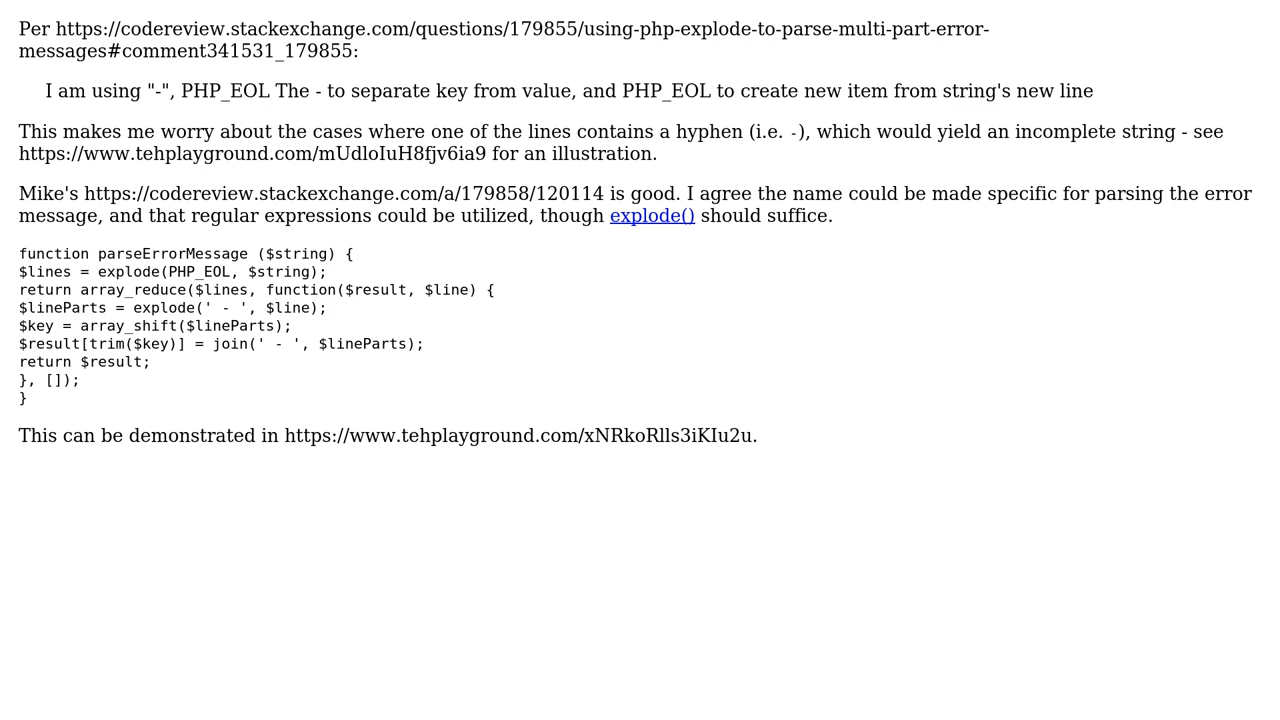 Per https://codereview.stackexchange.com/questions/179855/using-php-explode-to-parse-multi-part-error-
messages#comment341531_179855:
I am using "-", PHP_EOL The - to separate key from value, and PHP_EOL to create new item from string's new line
This makes me worry about the cases where one of the lines contains a hyphen (i.e. -), which would yield an incomplete string - see
https://www.tehplayground.com/mUdloIuH8fjv6ia9 for an illustration.
Mike's https://codereview.stackexchange.com/a/179858/120114 is good. I agree the name could be made specific for parsing the error
message, and that regular expressions could be utilized, though explode() should suffice.
function parseErrorMessage ($string) {
$lines = explode(PHP_EOL, $string);
return array_reduce($lines, function($result, $line) {
$lineParts = explode(' - ', $line);
$key = array_shift($lineParts);
$result[trim($key)] = join(' - ', $lineParts);
return $result;
}, []);
}
This can be demonstrated in https://www.tehplayground.com/xNRkoRlls3iKIu2u.